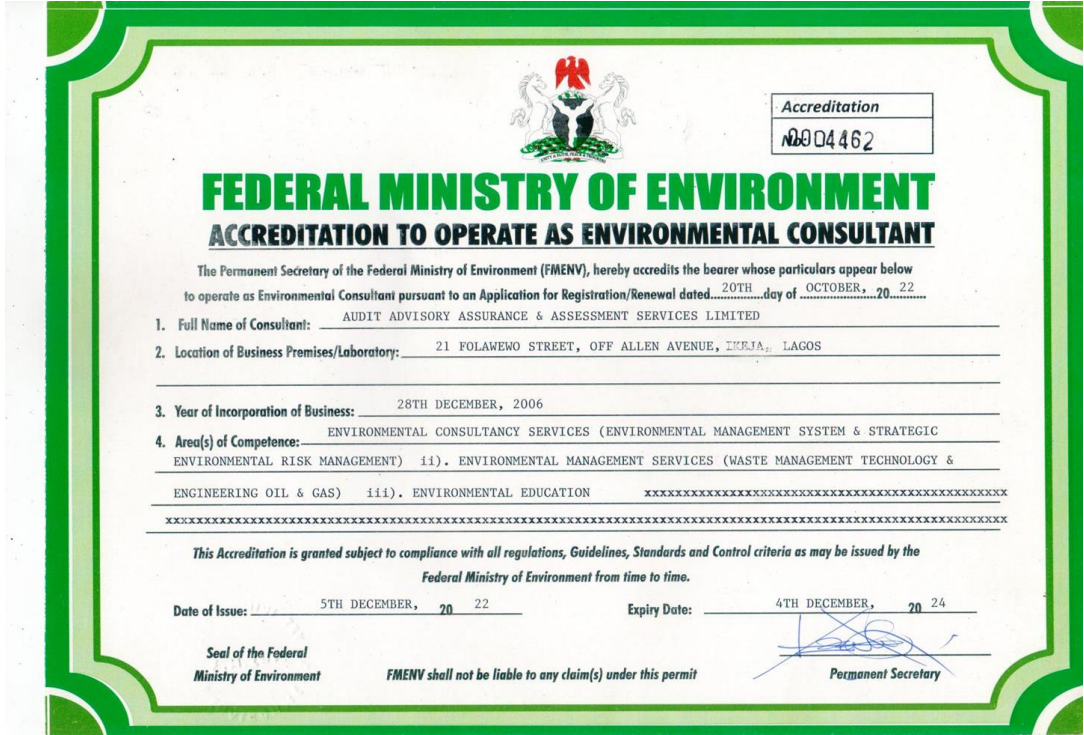 Accreditation
No 0004462
FEDERAL MINISTRY OF ENVIRONMENT
ACCREDITATION TO OPERATE AS ENVIRONMENTAL CONSULTANT
The Permanent Secretary of the Federal Ministry of Environment (FMENV), hereby accredits the bearer whose particulars appear below
to operate as Environmental Consultant pursuant to an Application for Registration/Renewal dated 20TH day of OCTOBER, 20 22
1. Full Name of Consultant: AUDIT ADVISORY ASSURANCE & ASSESSMENT SERVICES LIMITED
2. Location of Business Premises/Laboratory: 21 FOLAWEWO STREET, OFF ALLEN AVENUE, IKEJA, LAGOS
3. Year of Incorporation of Business: 28TH DECEMBER, 2006
4. Area(s) of Competence: ENVIRONMENTAL CONSULTANCY SERVICES (ENVIRONMENTAL MANAGEMENT SYSTEM & STRATEGIC
ENVIRONMENTAL RISK MANAGEMENT) ii). ENVIRONMENTAL MANAGEMENT SERVICES (WASTE MANAGEMENT TECHNOLOGY &
ENGINEERING OIL & GAS) iii). ENVIRONMENTAL EDUCATION xxxxxxxxxxxxxxxxxxxxxxxxxxxxxxxxxxxxxxxxxxxxxxx
xxxxxxxxxxxxxxxxxxxxxxxxxxxxxxxxxxxxxxxxxxxxxxxxxxxxxxxxxxxxxxxxxxxxxxxxxxxxxxxxxxxxxxxxxxxxxxxxxxxxxxxxxxxxx
This Accreditation is granted subject to compliance with all regulations, Guidelines, Standards and Control criteria as may be issued by the
Federal Ministry of Environment from time to time.
Date of Issue: 5TH DECEMBER, 20 22 Expiry Date: 4TH DECEMBER, 20 24
Seal of the Federal
Ministry of Environment FMENV shall not be liable to any claim(s) under this permit Permanent Secretary